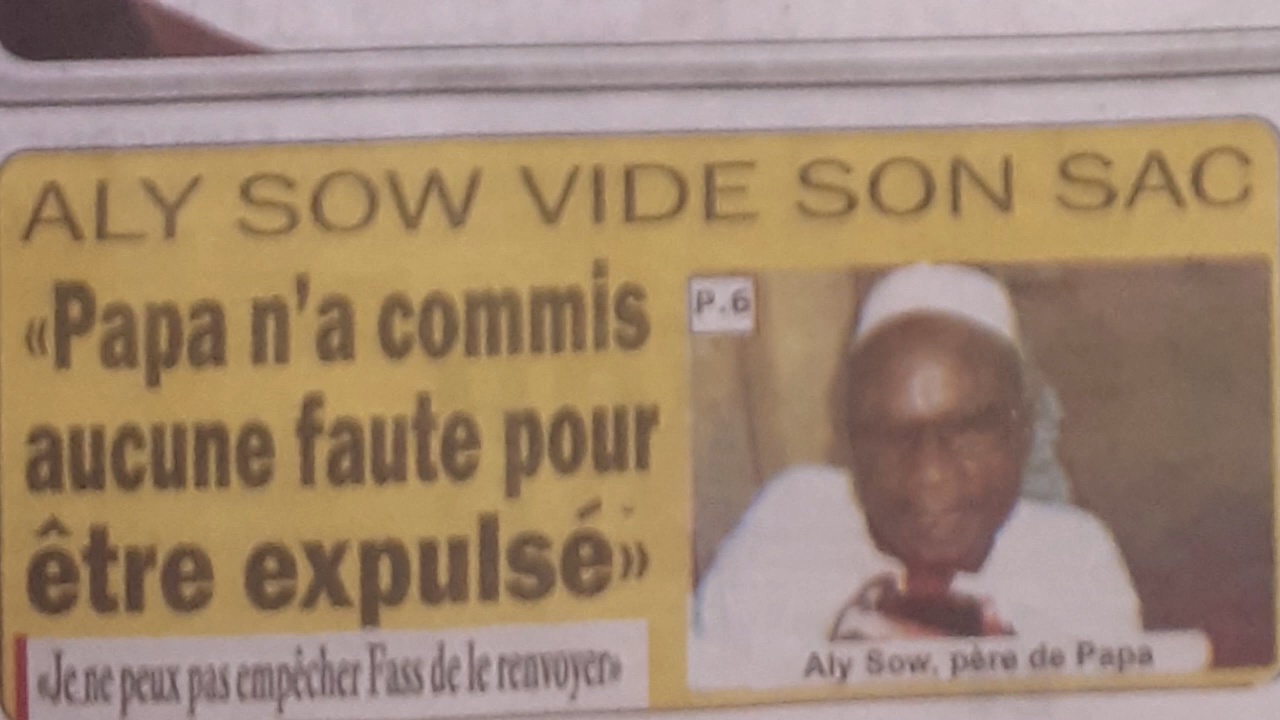 ALY SOW VIDE SON SAC
«Papa n'a commis
aucune faute pour
être expulsé»
«Je ne peux pas empêcher Fass de le renvoyer»
P.6
Aly Sow, père de Papa